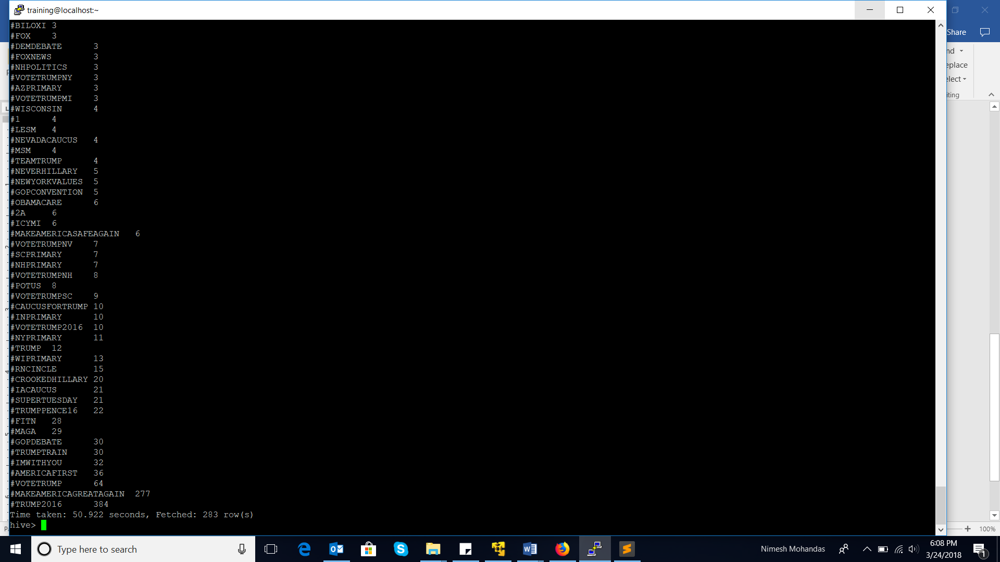 training@localhost:~
#BILOXI 3
#FOX 3
#DEMDEBATE 3
#FOXNEWS 3
#NHPOLITICS 3
#VOTETRUMPNY 3
#AZPRIMARY 3
#VOTETRUMPMI 3
#WISCONSIN 4
#1 4
#LESM 4
#NEVADACAUCUS 4
#MSM 4
#TEAMTRUMP 4
#NEVERHILLARY 5
#NEWYORKVALUES 5
#GOPCONVENTION 5
#OBAMACARE 6
#2A 6
#ICYMI 6
#MAKEAMERICASAFEAGAIN 6
#VOTETRUMPNV 7
#SCPRIMARY 7
#NHPRIMARY 7
#VOTETRUMPNH 8
#POTUS 8
#VOTETRUMPSC 9
#CAUCUSFORTRUMP 10
#INPRIMARY 10
#VOTETRUMP2016 10
#NYPRIMARY 11
#TRUMP 12
#WIPRIMARY 13
#RNCINCLE 15
#CROOKEDHILLARY 20
#IACAUCUS 21
#SUPERTUESDAY 21
#TRUMPPENCE16 22
#FITN 28
#MAGA 29
#GOPDEBATE 30
#TRUMPTRAIN 30
#IMWITHYOU 32
#AMERICAFIRST 36
#VOTETRUMP 64
#MAKEAMERICAGREATAGAIN 277
#TRUMP2016 384
Time taken: 50.922 seconds, Fetched: 283 row(s)
hive>
Share
nd
eplace
elect
iting
100%
Type here to search
Nimesh Mohandas
6:08 PM
3/24/2018
1